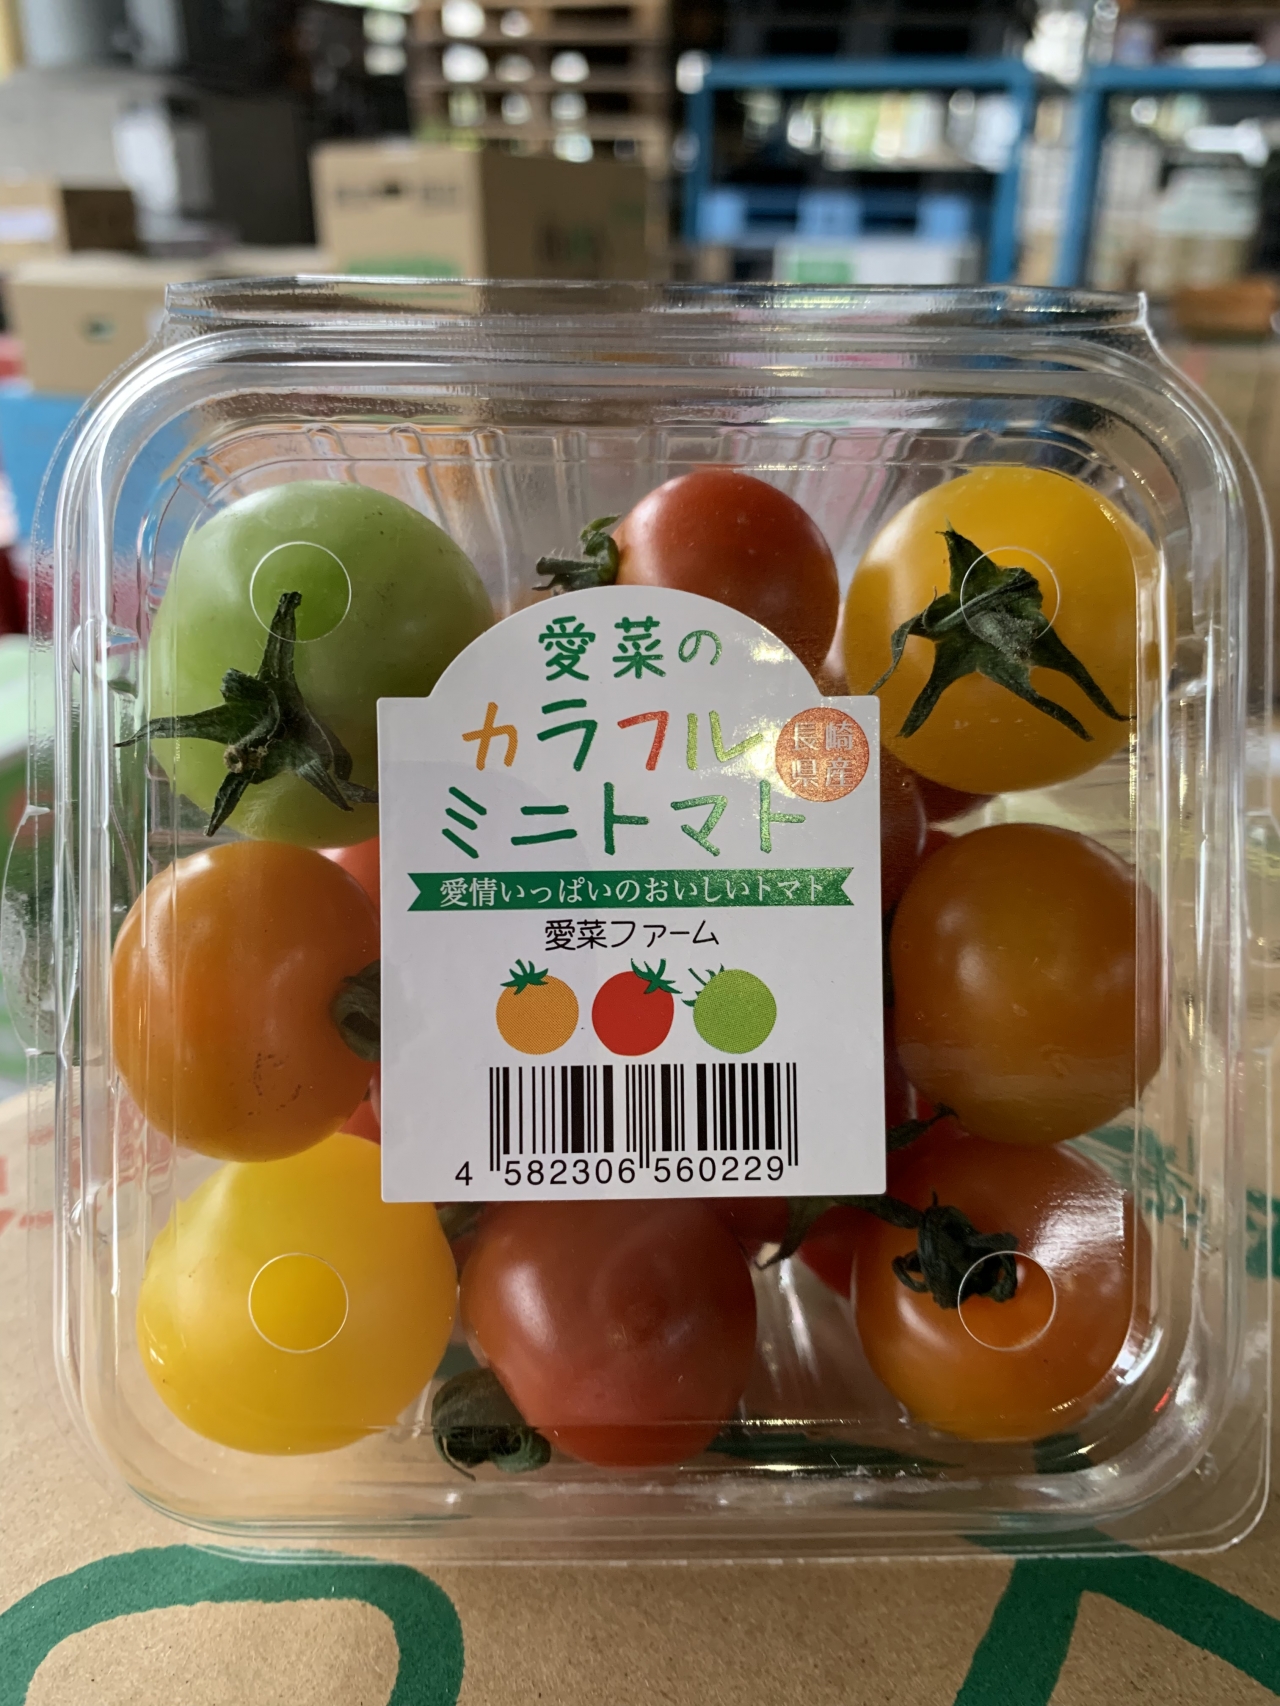 愛菜の
カラフル
ミニトマト
長崎
県産
愛情いっぱいのおいしいトマト
愛菜ファーム
4 582306 560229